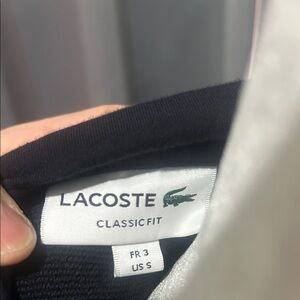 LACOSTE
CLASSIC FIT
FR 3
US S